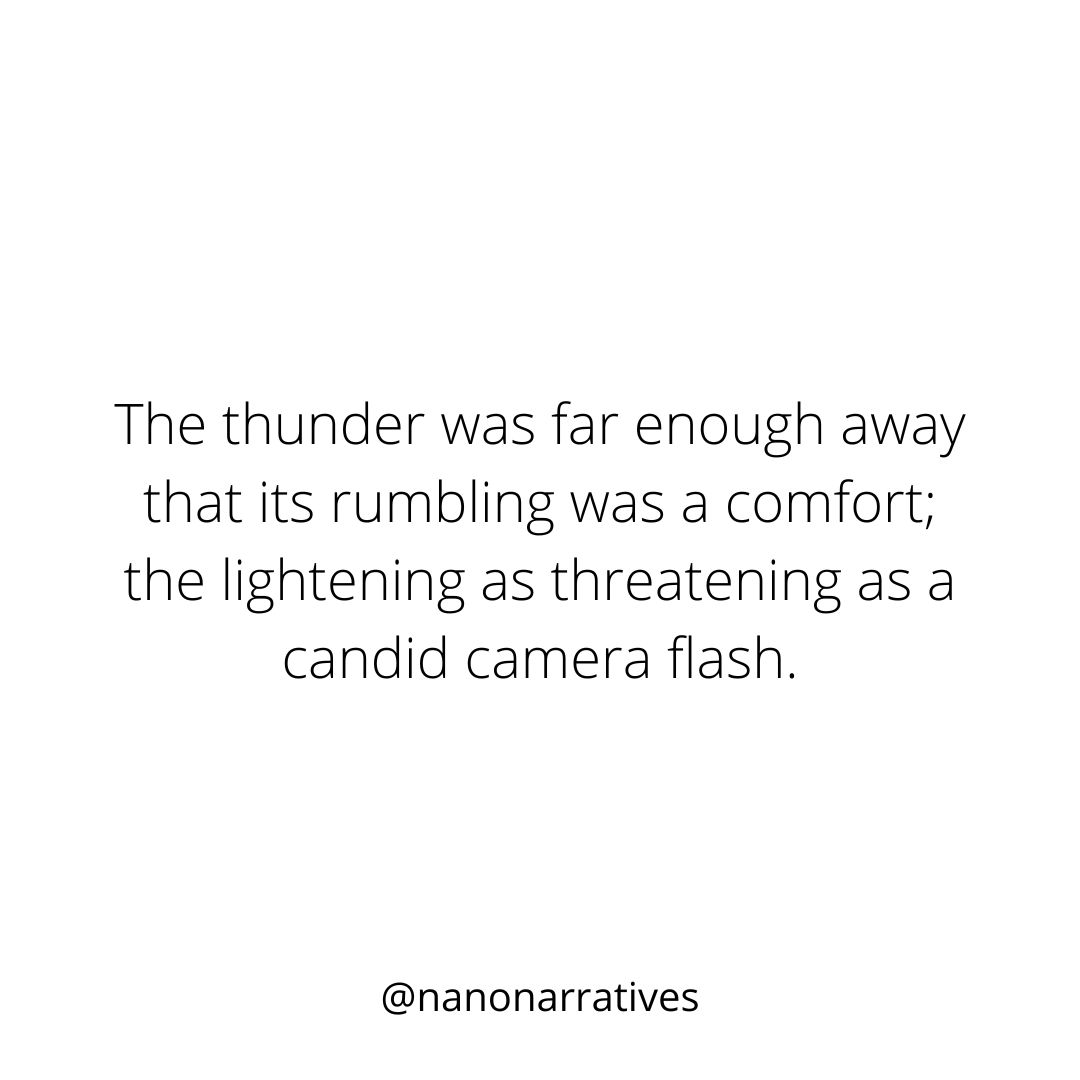 The thunder was far enough away
that its rumbling was a comfort;
the lightening as threatening as a
candid camera flash.
@nanonarratives